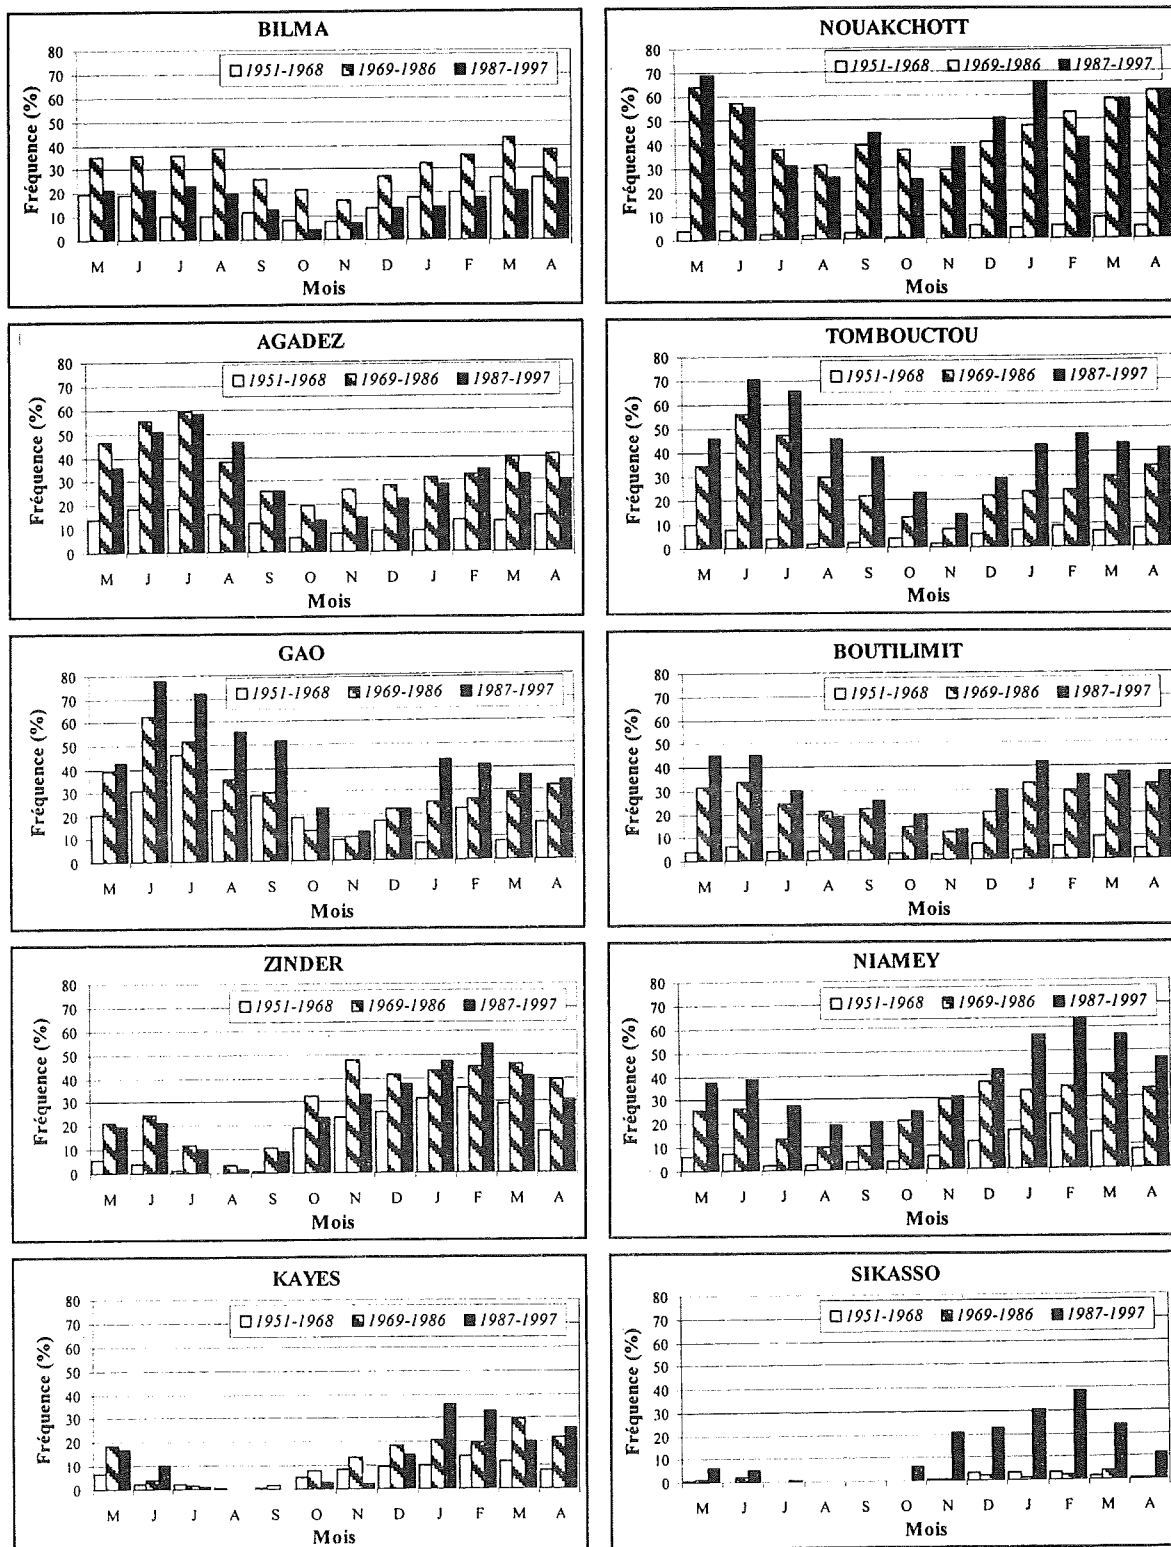 BILMA
80
70
60
50
40
30
20
10
0
Fréquence (%)
1951-1968 1969-1986 1987-1997
M J J A S O N D J F M A
Mois
NOUAKCHOTT
80
70
60
50
40
30
20
10
0
Fréquence (%)
1951-1968 1969-1986 1987-1997
M J J A S O N D J F M A
Mois
AGADEZ
80
70
60
50
40
30
20
10
0
Fréquence (%)
1951-1968 1969-1986 1987-1997
M J J A S O N D J F M A
Mois
TOMBOUCTOU
80
70
60
50
40
30
20
10
0
Fréquence (%)
1951-1968 1969-1986 1987-1997
M J J A S O N D J F M A
Mois
GAO
80
70
60
50
40
30
20
10
0
Fréquence (%)
1951-1968 1969-1986 1987-1997
M J J A S O N D J F M A
Mois
BOUTILIMIT
80
70
60
50
40
30
20
10
0
Fréquence (%)
1951-1968 1969-1986 1987-1997
M J J A S O N D J F M A
Mois
ZINDER
80
70
60
50
40
30
20
10
0
Fréquence (%)
1951-1968 1969-1986 1987-1997
M J J A S O N D J F M A
Mois
NIAMEY
80
70
60
50
40
30
20
10
0
Fréquence (%)
1951-1968 1969-1986 1987-1997
M J J A S O N D J F M A
Mois
KAYES
80
70
60
50
40
30
20
10
0
Fréquence (%)
1951-1968 1969-1986 1987-1997
M J J A S O N D J F M A
Mois
SIKASSO
80
70
60
50
40
30
20
10
0
Fréquence (%)
1951-1968 1969-1986 1987-1997
M J J A S O N D J F M A
Mois